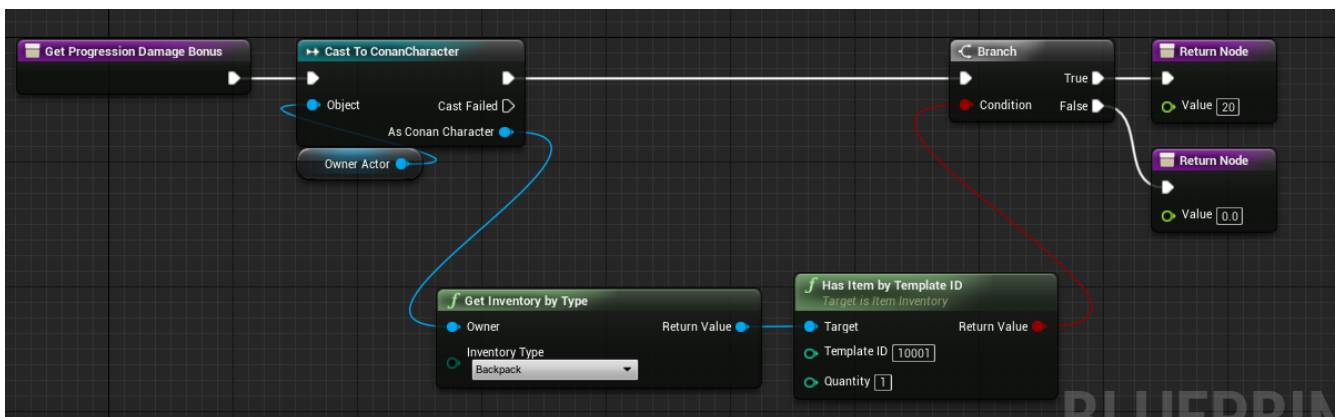 Get Progression Damage Bonus
Cast To ConanCharacter
Object
Cast Failed
As Conan Character
Owner Actor
Branch
True
Condition
False
Return Node
Value 20
Return Node
Value 0.0
f Get Inventory by Type
Owner
Return Value
Inventory Type
Backpack
f Has Item by Template ID
Target is Item Inventory
Target
Return Value
Template ID 10001
Quantity 1